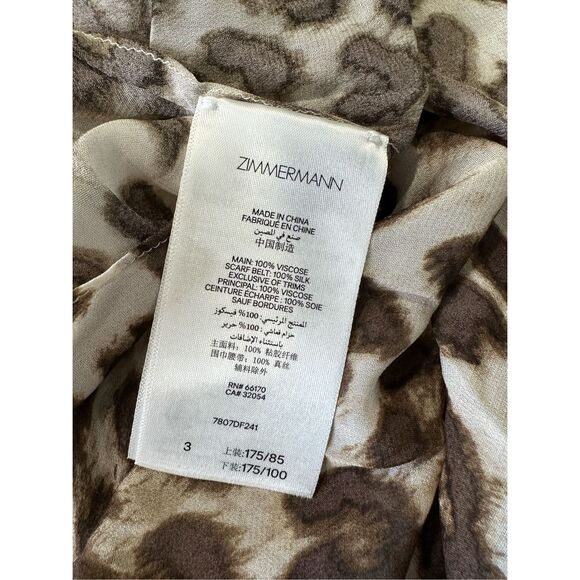 ZIMMERMANN
MADE IN CHINA
FABRIQUÉ EN CHINE
صنع في الصين
中国制造
MAIN: 100% VISCOSE
SCARF BELT: 100% SILK
EXCLUSIVE OF TRIMS
PRINCIPAL: 100% VISCOSE
CEINTURE ÉCHARPE : 100% SOIE
SAUF BORDURES
المنتج الرئيسي: 100% فيسكوز
حزام قماشي: 100% حرير
باستثناء الإضافات
主面料: 100% 粘胶纤维
围巾腰带: 100% 真丝
辅料除外
RN# 66170
CA# 32054
7807DF241
3 上装:175/85
下装:175/100